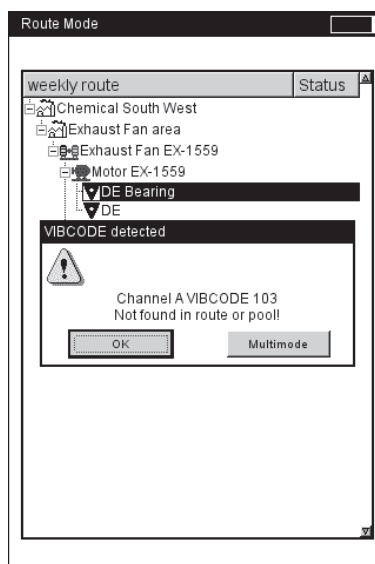 Route Mode
weekly route Status
Chemical South West
Exhaust Fan area
Exhaust Fan EX-1559
Motor EX-1559
DE Bearing
DE
VIBCODE detected
Channel A VIBCODE 103
Not found in route or pool!
OK Multimode